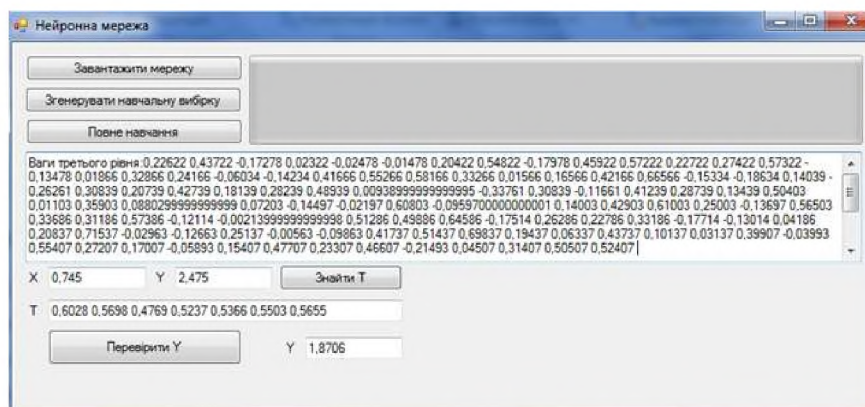 Нейронна мережа
Завантажити мережу
Згенерувати навчальну вибірку
Повне навчання
Ваги третього рівня:0,22622 0,43722 -0,17278 0,02322 -0,02478 -0,01478 0,20422 0,54822 -0,17978 0,45922 0,57222 0,22722 0,27422 0,57322 -
0,13478 0,01866 0,32866 0,24166 -0,06034 -0,14234 0,41666 0,55266 0,58166 0,33266 0,01566 0,16566 0,42166 0,66566 -0,15334 -0,18634 0,14039 -
0,26261 0,30839 0,20739 0,42739 0,18139 0,28239 0,48939 0,00938999999999995 -0,33761 0,30839 -0,11661 0,41239 0,28739 0,13439 0,50403
0,01103 0,35903 0,0880299999999999 0,07203 -0,14497 -0,02197 0,60803 -0,0959700000000001 0,14003 0,42903 0,61003 0,25003 -0,13697 0,56503
0,33686 0,31186 0,57386 -0,12114 -0,00213999999999998 0,51286 0,49886 0,64586 -0,17514 0,26286 0,22786 0,33186 -0,17714 -0,13014 0,04186
0,20837 0,71537 -0,02963 -0,12663 0,25137 -0,00563 -0,09863 0,41737 0,51437 0,69837 0,19437 0,06337 0,43737 0,10137 0,03137 0,39907 -0,03993
0,55407 0,27207 0,17007 -0,05893 0,15407 0,47707 0,23307 0,46607 -0,21493 0,04507 0,31407 0,50507 0,52407
X 0,745 Y 2,475 Знайти T
T 0,6028 0,5698 0,4769 0,5237 0,5366 0,5503 0,5655
Перевірити Y Y 1,8706